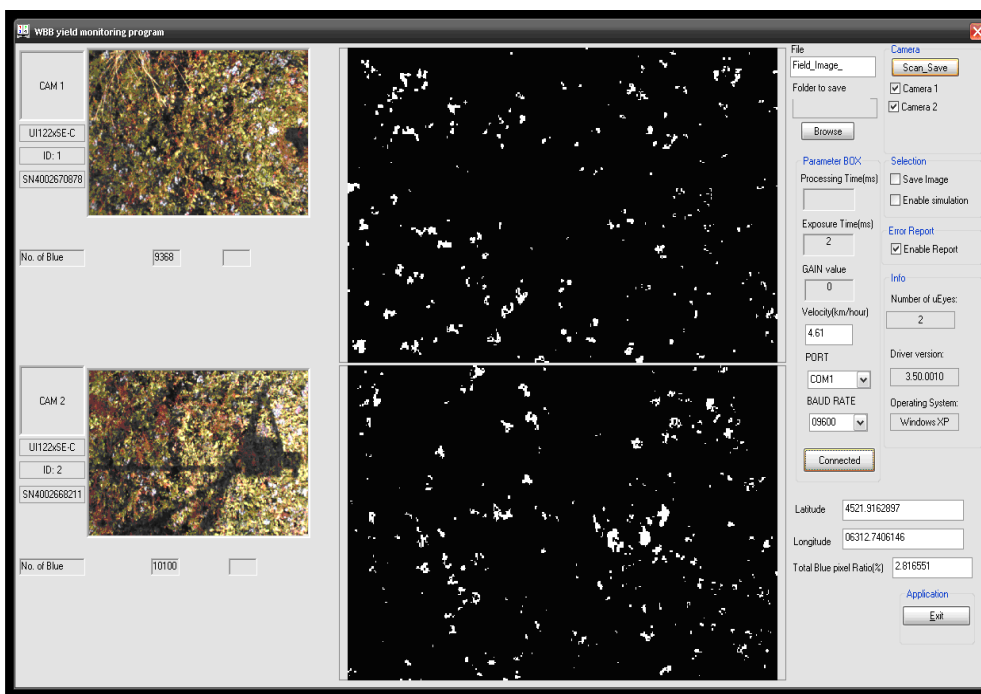 WBB yield monitoring program
CAM 1
UI122xSE-C
ID: 1
SN4002670878
No. of Blue
9368
CAM 2
UI122xSE-C
ID: 2
SN4002668211
No. of Blue
10100
File
Field_Image_
Folder to save
Browse
Parameter BOX
Processing Time(ms)
Exposure Time(ms)
2
GAIN value
0
Velocity(km/hour)
4.61
PORT
COM1
BAUD RATE
09600
Connected
Camera
Scan_Save
Camera 1
Camera 2
Selection
Save Image
Enable simulation
Error Report
Enable Report
Info
Number of uEyes:
2
Driver version:
3.50.0010
Operating System:
Windows XP
Latitude
4521.9162897
Longitude
06312.7406146
Total Blue pixel Ratio(%)
2.816551
Application
Exit